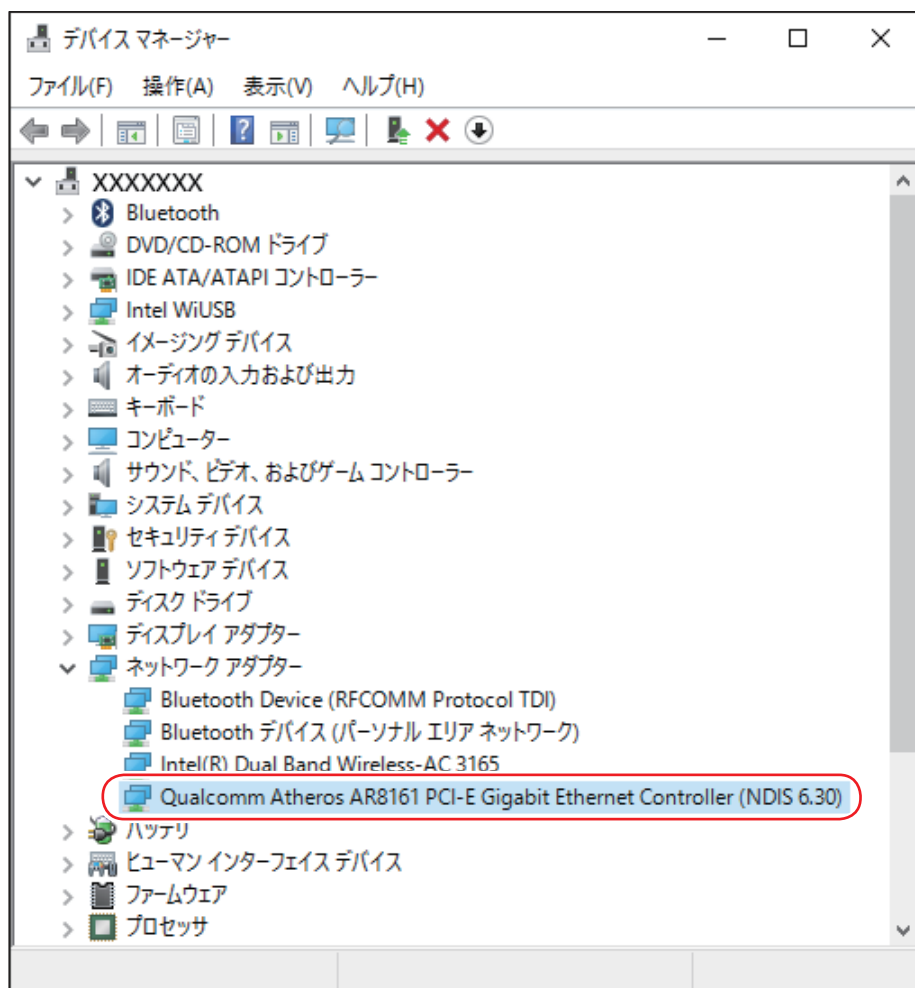 デバイス マネージャー
ファイル(F) 操作(A) 表示(V) ヘルプ(H)
XXXXXXX
Bluetooth
DVD/CD-ROM ドライブ
IDE ATA/ATAPI コントローラー
Intel WiUSB
イメージング デバイス
オーディオの入力および出力
キーボード
コンピューター
サウンド、ビデオ、およびゲーム コントローラー
システム デバイス
セキュリティ デバイス
ソフトウェア デバイス
ディスク ドライブ
ディスプレイ アダプター
ネットワーク アダプター
Bluetooth Device (RFCOMM Protocol TDI)
Bluetooth デバイス (パーソナル エリア ネットワーク)
Intel(R) Dual Band Wireless-AC 3165
Qualcomm Atheros AR8161 PCI-E Gigabit Ethernet Controller (NDIS 6.30)
バッテリ
ヒューマン インターフェイス デバイス
ファームウェア
プロセッサ